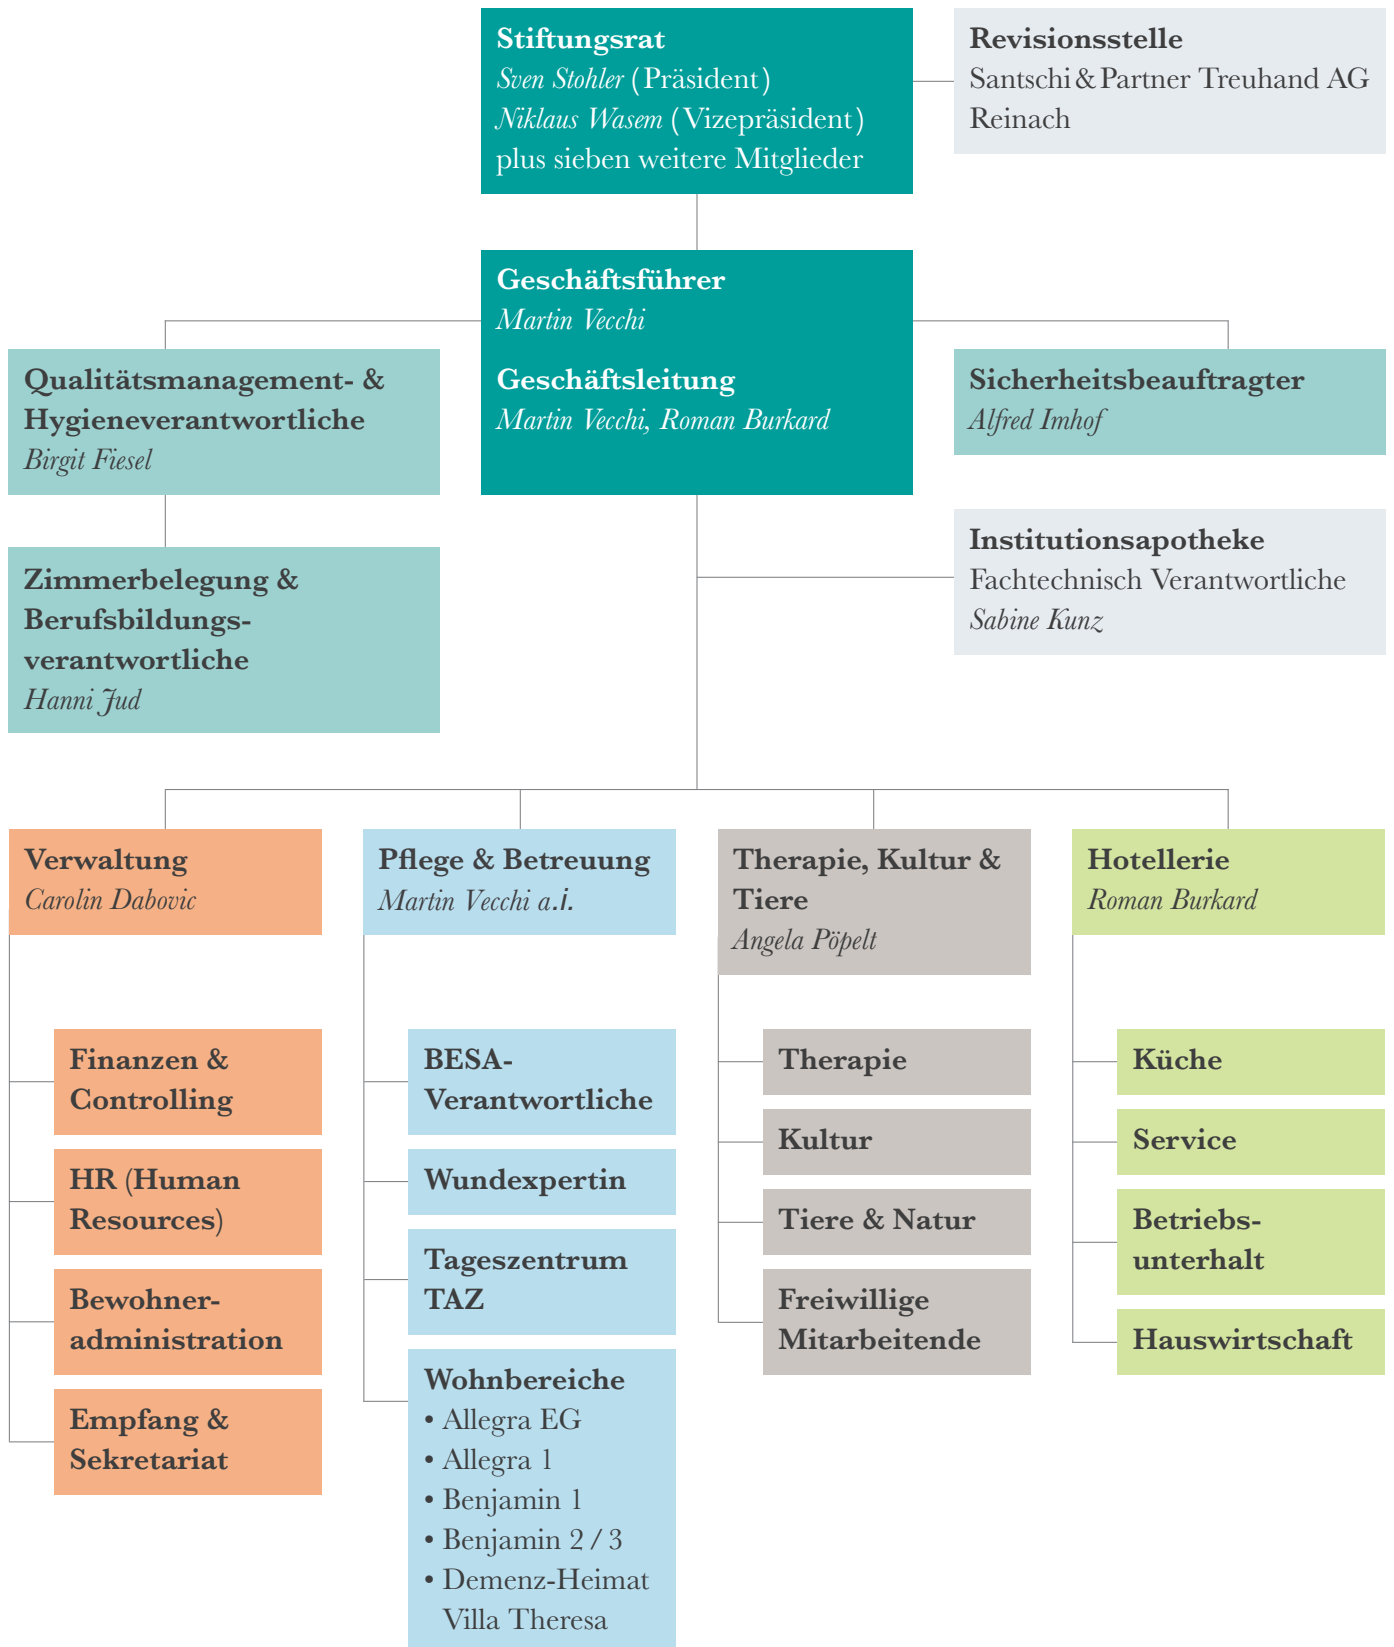 Stiftungsrat
Sven Stohler (Präsident)
Niklaus Wasem (Vizepräsident)
plus sieben weitere Mitglieder
Revisionsstelle
Santschi & Partner Treuhand AG
Reinach
Geschäftsführer
Martin Vecchi
Geschäftsleitung
Martin Vecchi, Roman Burkard
Qualitätsmanagement- &
Hygieneverantwortliche
Birgit Fiesel
Sicherheitsbeauftragter
Alfred Imhof
Zimmerbelegung &
Berufsbildungs-
verantwortliche
Hanni Jud
Institutionsapotheke
Fachtechnisch Verantwortliche
Sabine Kunz
Verwaltung
Carolin Dabovic
Finanzen &
Controlling
HR (Human
Resources)
Bewohner-
administration
Empfang &
Sekretariat
Pflege & Betreuung
Martin Vecchi a.i.
BESA-
Verantwortliche
Wundexpertin
Tageszentrum
TAZ
Wohnbereiche
• Allegra EG
• Allegra 1
• Benjamin 1
• Benjamin 2 / 3
• Demenz-Heimat
Villa Theresa
Therapie, Kultur &
Tiere
Angela Pöpelt
Therapie
Kultur
Tiere & Natur
Freiwillige
Mitarbeitende
Hotellerie
Roman Burkard
Küche
Service
Betriebs-
unterhalt
Hauswirtschaft